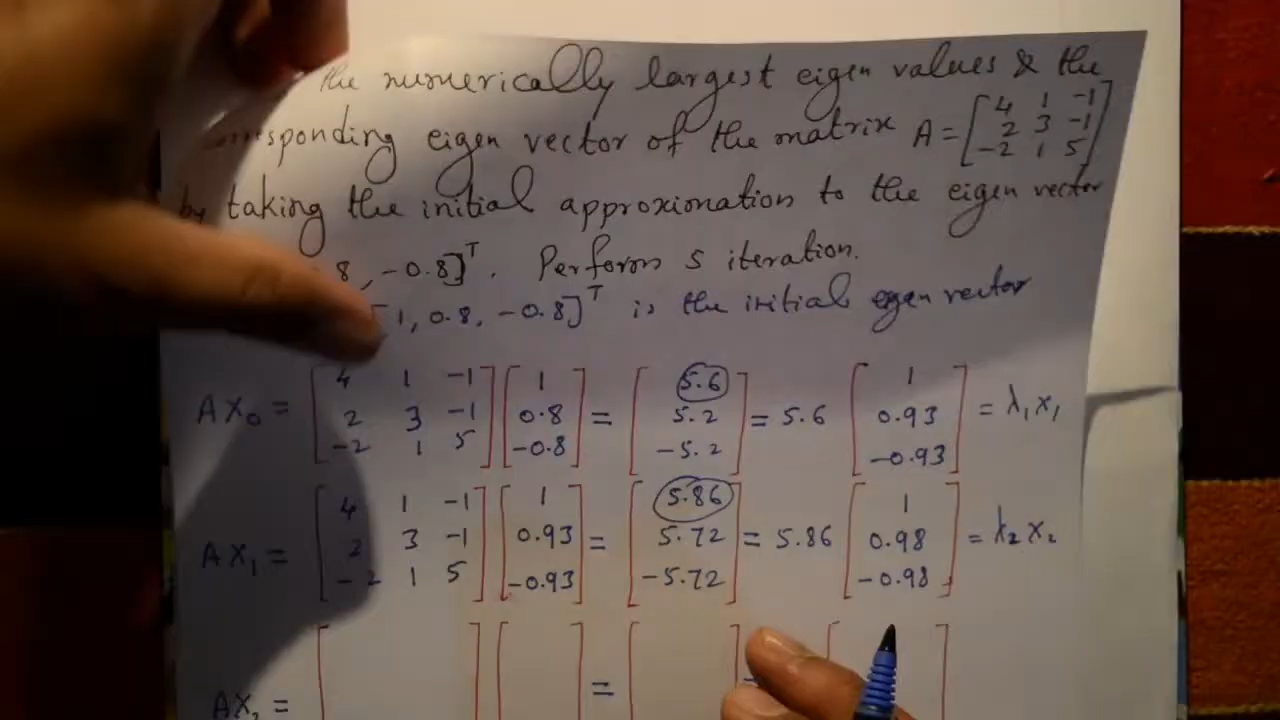 the numerically largest eigen values & the
corresponding eigen vector of the matrix A = [4 1 -1
2 3 -1
-2 1 5]
by taking the initial approximation to the eigen vector
8, -0.8]ᵀ. Perform 5 iteration.
[1, 0.8, -0.8]ᵀ is the initial egen vector
AX₀ = [4 1 -1 [1 = [5.6 = 5.6 [1 = λ₁X₁
2 3 -1 0.8 5.2 0.93
-2 1 5] -0.8] -5.2] -0.93]
AX₁ = [4 1 -1 [1 = [5.86 = 5.86 [1 = λ₂X₂
2 3 -1 0.93 5.72 0.98
-2 1 5] -0.93] -5.72] -0.98]
AX₂ = [ ] [ ] = [ ] = [ ]